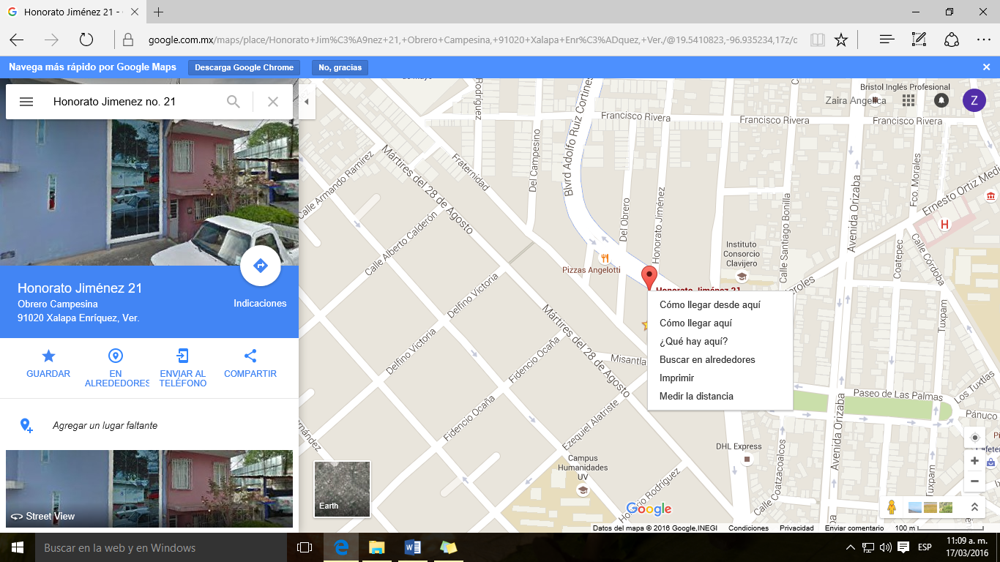 Honorato Jiménez 21 - 
google.com.mx/maps/place/Honorato+Jim%C3%A9nez+21,+Obrero+Campesina,+91020+Xalapa+Enr%C3%ADquez,+Ver./@19.5410823,-96.935234,17z/
Navega más rápido por Google Maps
Descarga Google Chrome
No, gracias
Honorato Jimenez no. 21
Honorato Jiménez 21
Obrero Campesina
91020 Xalapa Enríquez, Ver.
Indicaciones
GUARDAR
EN
ALREDEDORES
ENVIAR AL
TELÉFONO
COMPARTIR
Agregar un lugar faltante
Street View
Bristol Inglés Profesional
Zaira Angelica
Z
Rodríguez
Francisco Rivera
Francisco Rivera
Francisco Rivera
Blvrd Adolfo Ruiz Cortines
Mártires del 28 de Agosto
Fraternidad
Del Campesino
Calle Armando Ramírez
Calle Alberto Calderón
Del Obrero
Honorato Jiménez
Calle Santiago Bonilla
Avenida Orizaba
Fco. Morales
Ernesto Ortiz Medi
H
Calle Córdoba
Coatepec
Instituto
Consorcio
Clavijero
Pizzas Angelotti
Honorato Jiménez 21
aroles
Cómo llegar desde aquí
Cómo llegar aquí
¿Qué hay aquí?
Buscar en alrededores
Imprimir
Medir la distancia
Delfino Victoria
Delfino Victoria
Mártires del 28 de Agosto
Fidencio Ocaña
Fidencio Ocaña
Misantla
Tuxpam
Los Tuxtlas
Paseo de Las Palmas
Pánuco
Avenida Orizaba
Ezequiel Alatriste
ernández
DHL Express
Campus
Humanidades
UV
Calle Coatzacoalcos
Tuxpam
Horacio Rodríguez
Earth
Google
Datos del mapa © 2016 Google,INEGI
Condiciones
Privacidad
Enviar comentario
100 m
Buscar en la web y en Windows
ESP
11:09 a. m.
17/03/2016